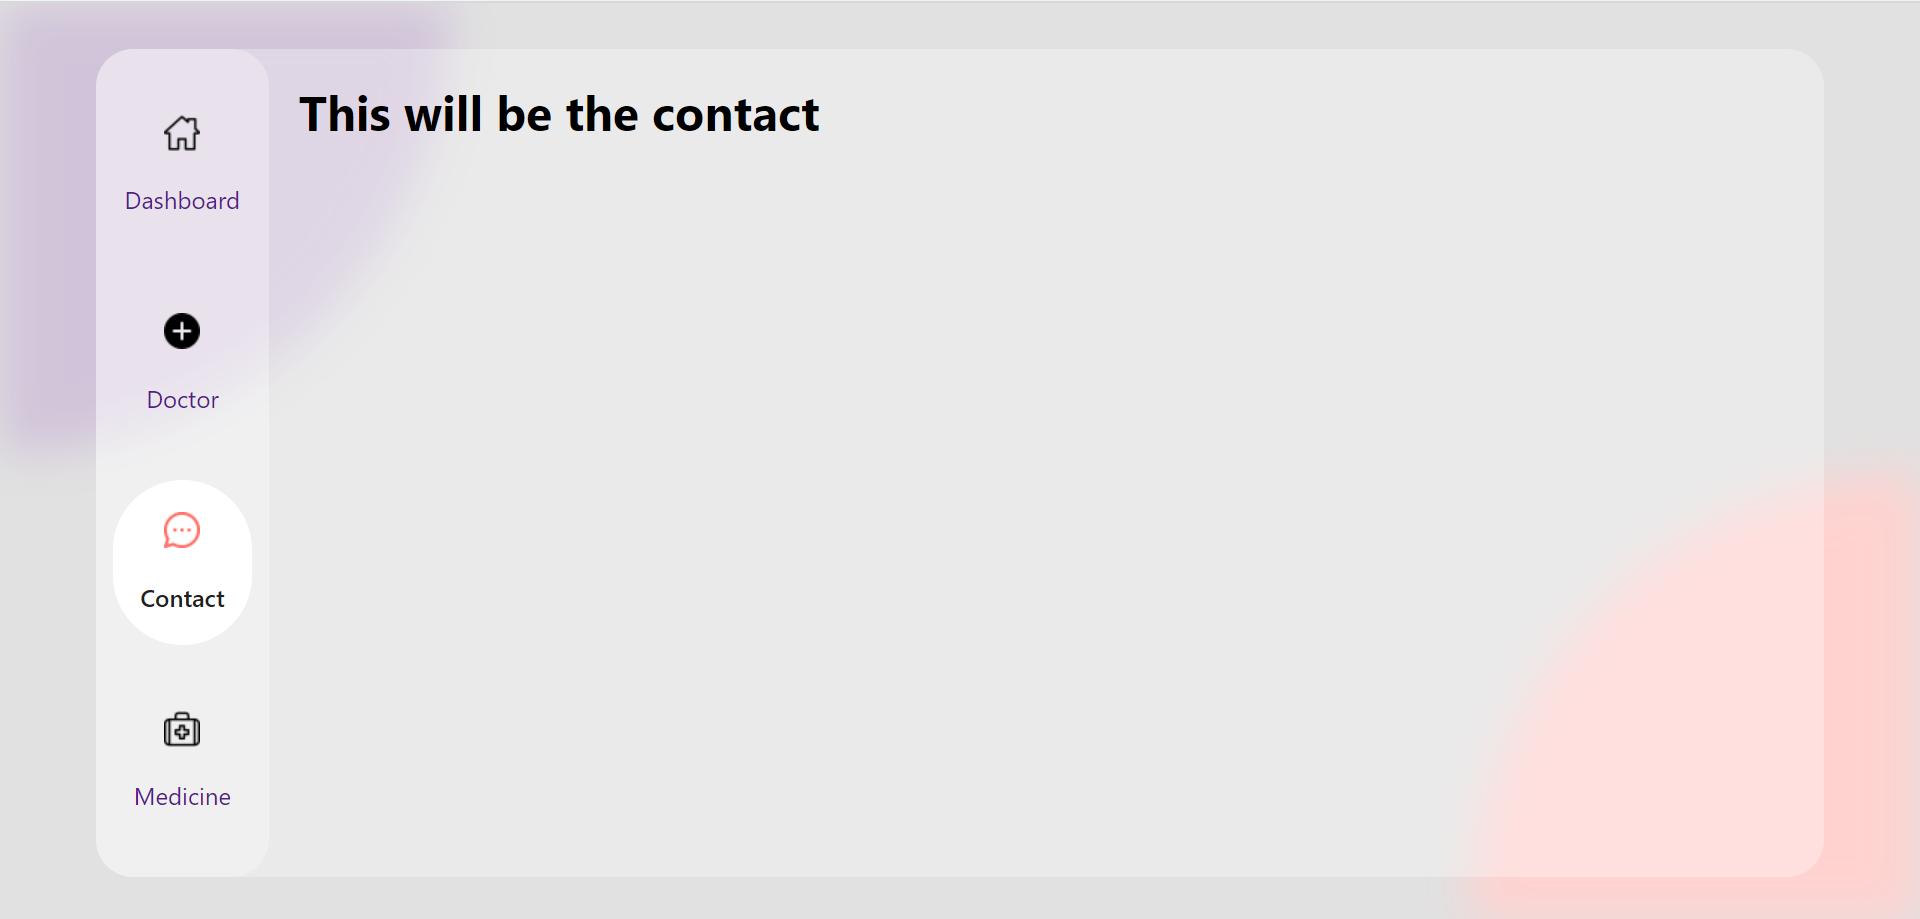 This will be the contact
Dashboard
Doctor
Contact
Medicine